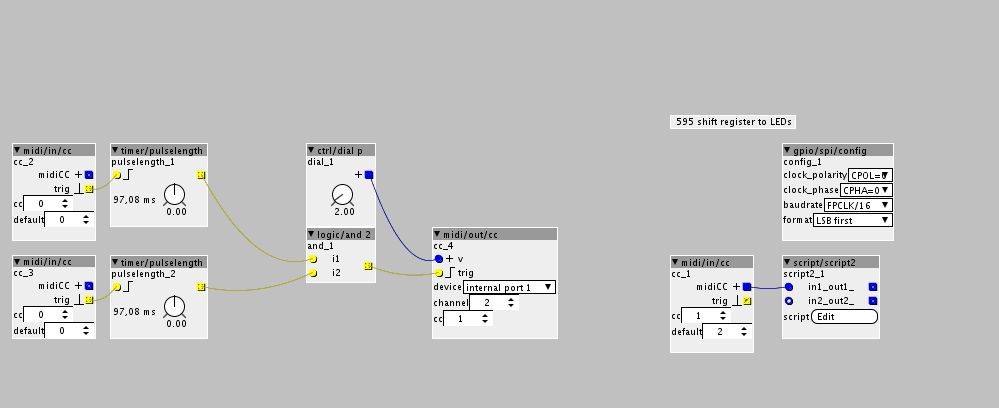 595 shift register to LEDs
▼ midi/in/cc
cc_2
midiCC +
trig
cc 0
default 0
▼ timer/pulselength
pulselength_1
97,08 ms
0.00
▼ ctrl/dial p
dial_1
+
2.00
▼ logic/and 2
and_1
i1
i2
▼ midi/out/cc
cc_4
+ v
trig
device internal port 1 ▼
channel 2
cc 1
▼ midi/in/cc
cc_3
midiCC +
trig
cc 0
default 0
▼ timer/pulselength
pulselength_2
97,08 ms
0.00
▼ gpio/spi/config
config_1
clock_polarity CPOL=0
clock_phase CPHA=0 ▼
baudrate FPCLK/16 ▼
format LSB first ▼
▼ midi/in/cc
cc_1
midiCC +
trig
cc 1
default 2
▼ script/script2
script2_1
in1_out1_
in2_out2_
script Edit